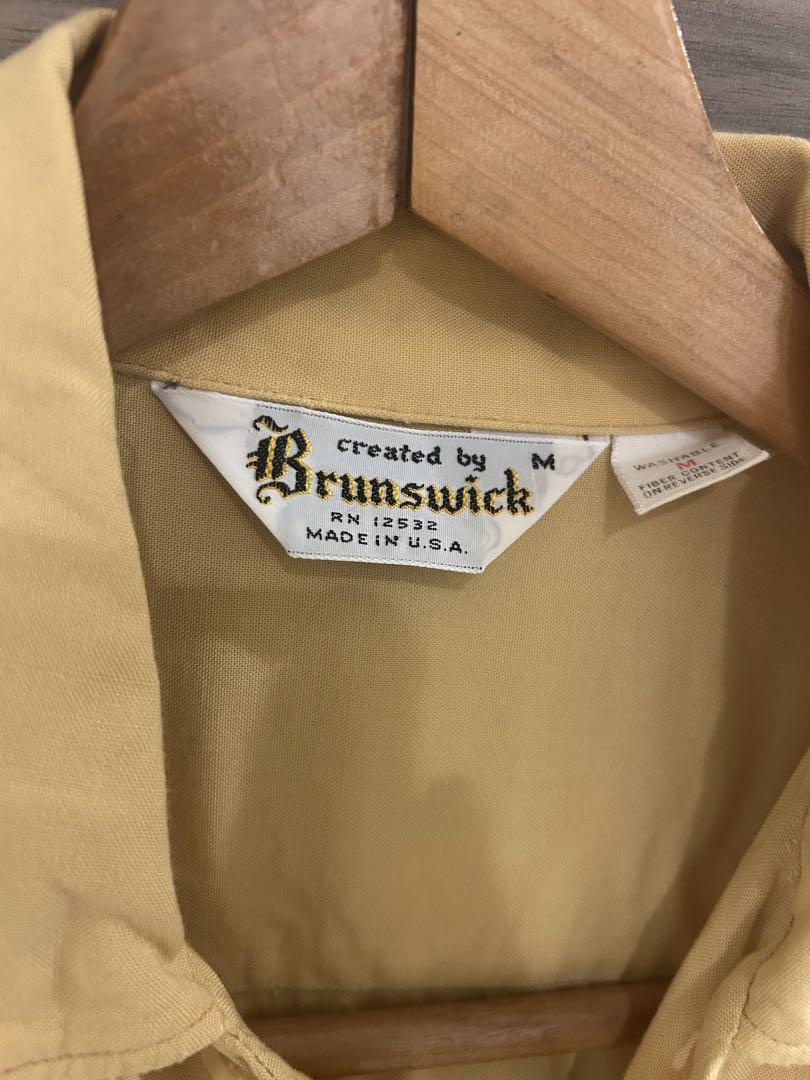 created by M
Brunswick
RN 12532
MADE IN U.S.A.
WASHABLE
M
FIBER CONTENT
ON REVERSE SIDE